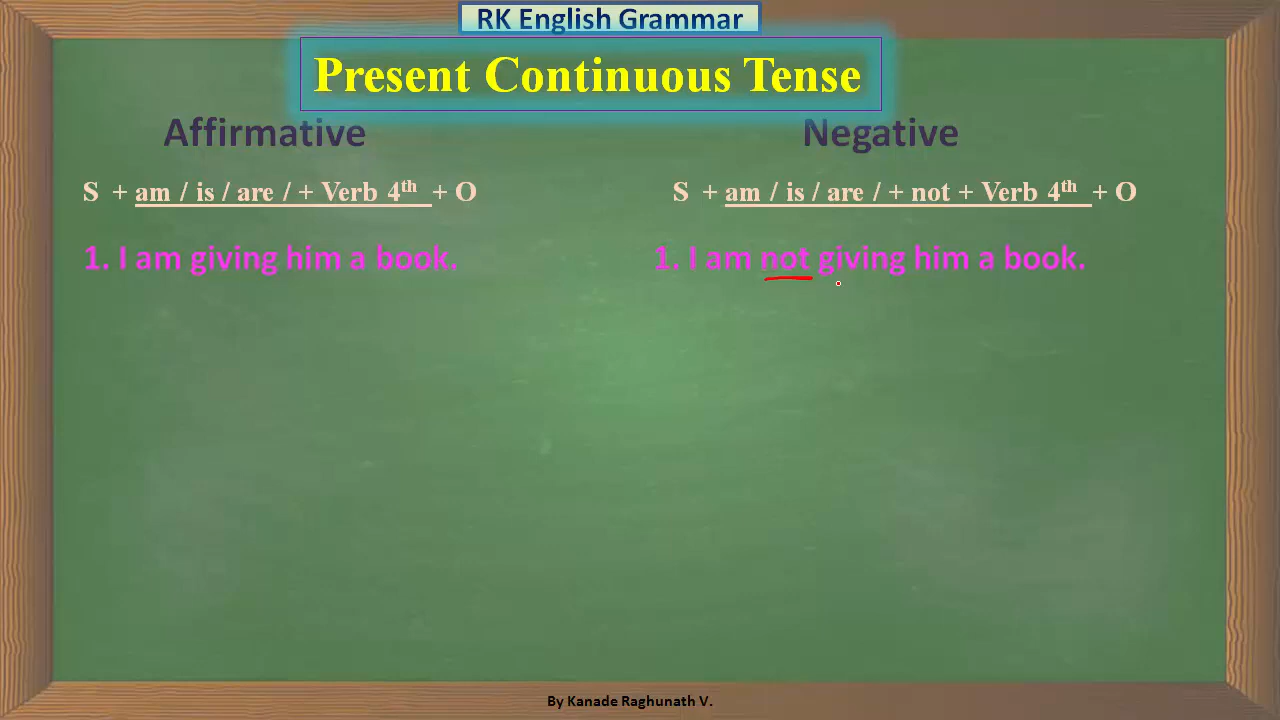 RK English Grammar
Present Continuous Tense
Affirmative
S + am / is / are / + Verb 4th + O
1. I am giving him a book.
Negative
S + am / is / are / + not + Verb 4th + O
1. I am not giving him a book.
By Kanade Raghunath V.